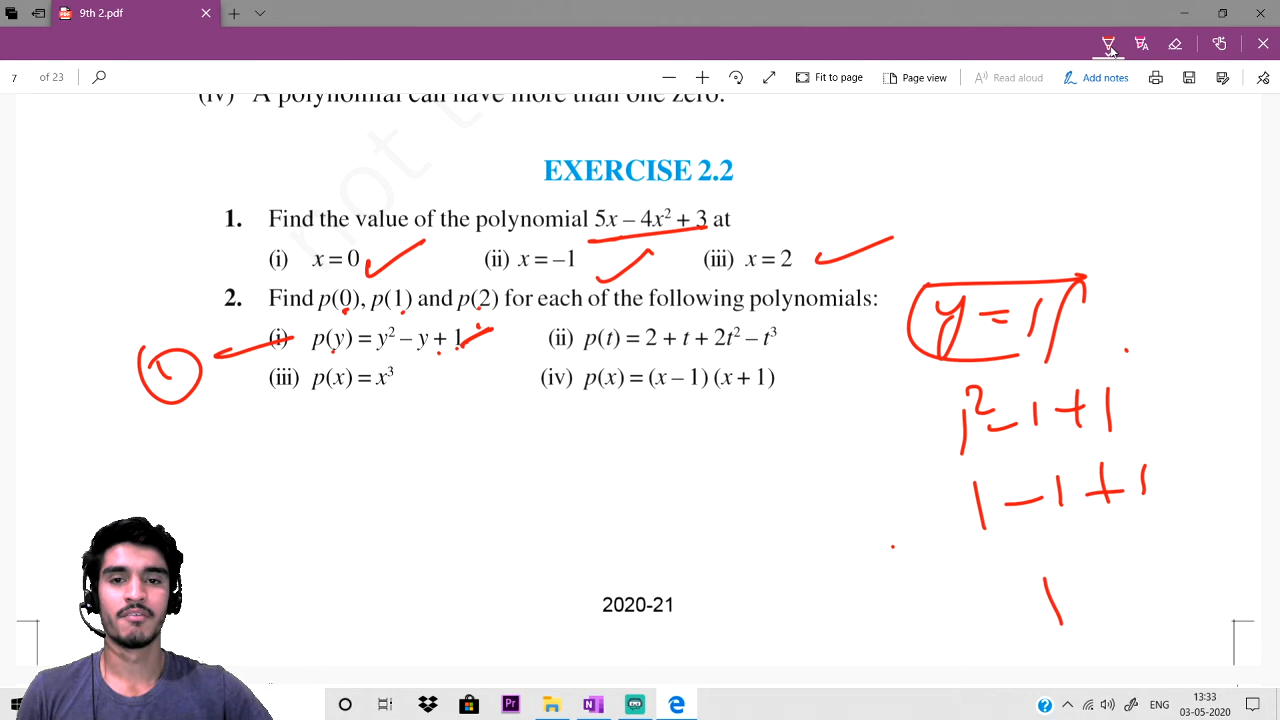 9th 2.pdf
7 of 23
Fit to page
Page view
Read aloud
Add notes
(iv) A polynomial can have more than one zero.
not t
EXERCISE 2.2
1. Find the value of the polynomial 5x – 4x² + 3 at
(i) x = 0 (ii) x = –1 (iii) x = 2
2. Find p(0), p(1) and p(2) for each of the following polynomials:
(i) p(y) = y² – y + 1 (ii) p(t) = 2 + t + 2t² – t³
(iii) p(x) = x³ (iv) p(x) = (x – 1) (x + 1)
y = 1
1² - 1 + 1
1 - 1 + 1
1
2020-21
Pr
N
ENG
13:33
03-05-2020